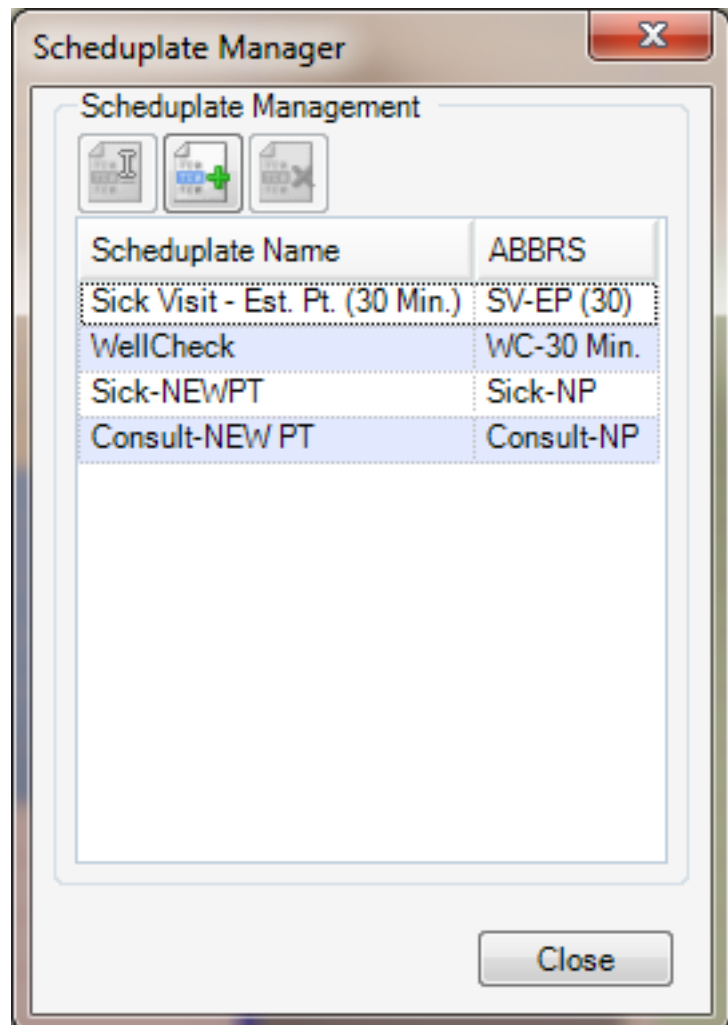 Scheduplate Manager
Scheduplate Management
Scheduplate Name ABBRS
Sick Visit - Est. Pt. (30 Min.) SV-EP (30)
WellCheck WC-30 Min.
Sick-NEWPT Sick-NP
Consult-NEW PT Consult-NP
Close